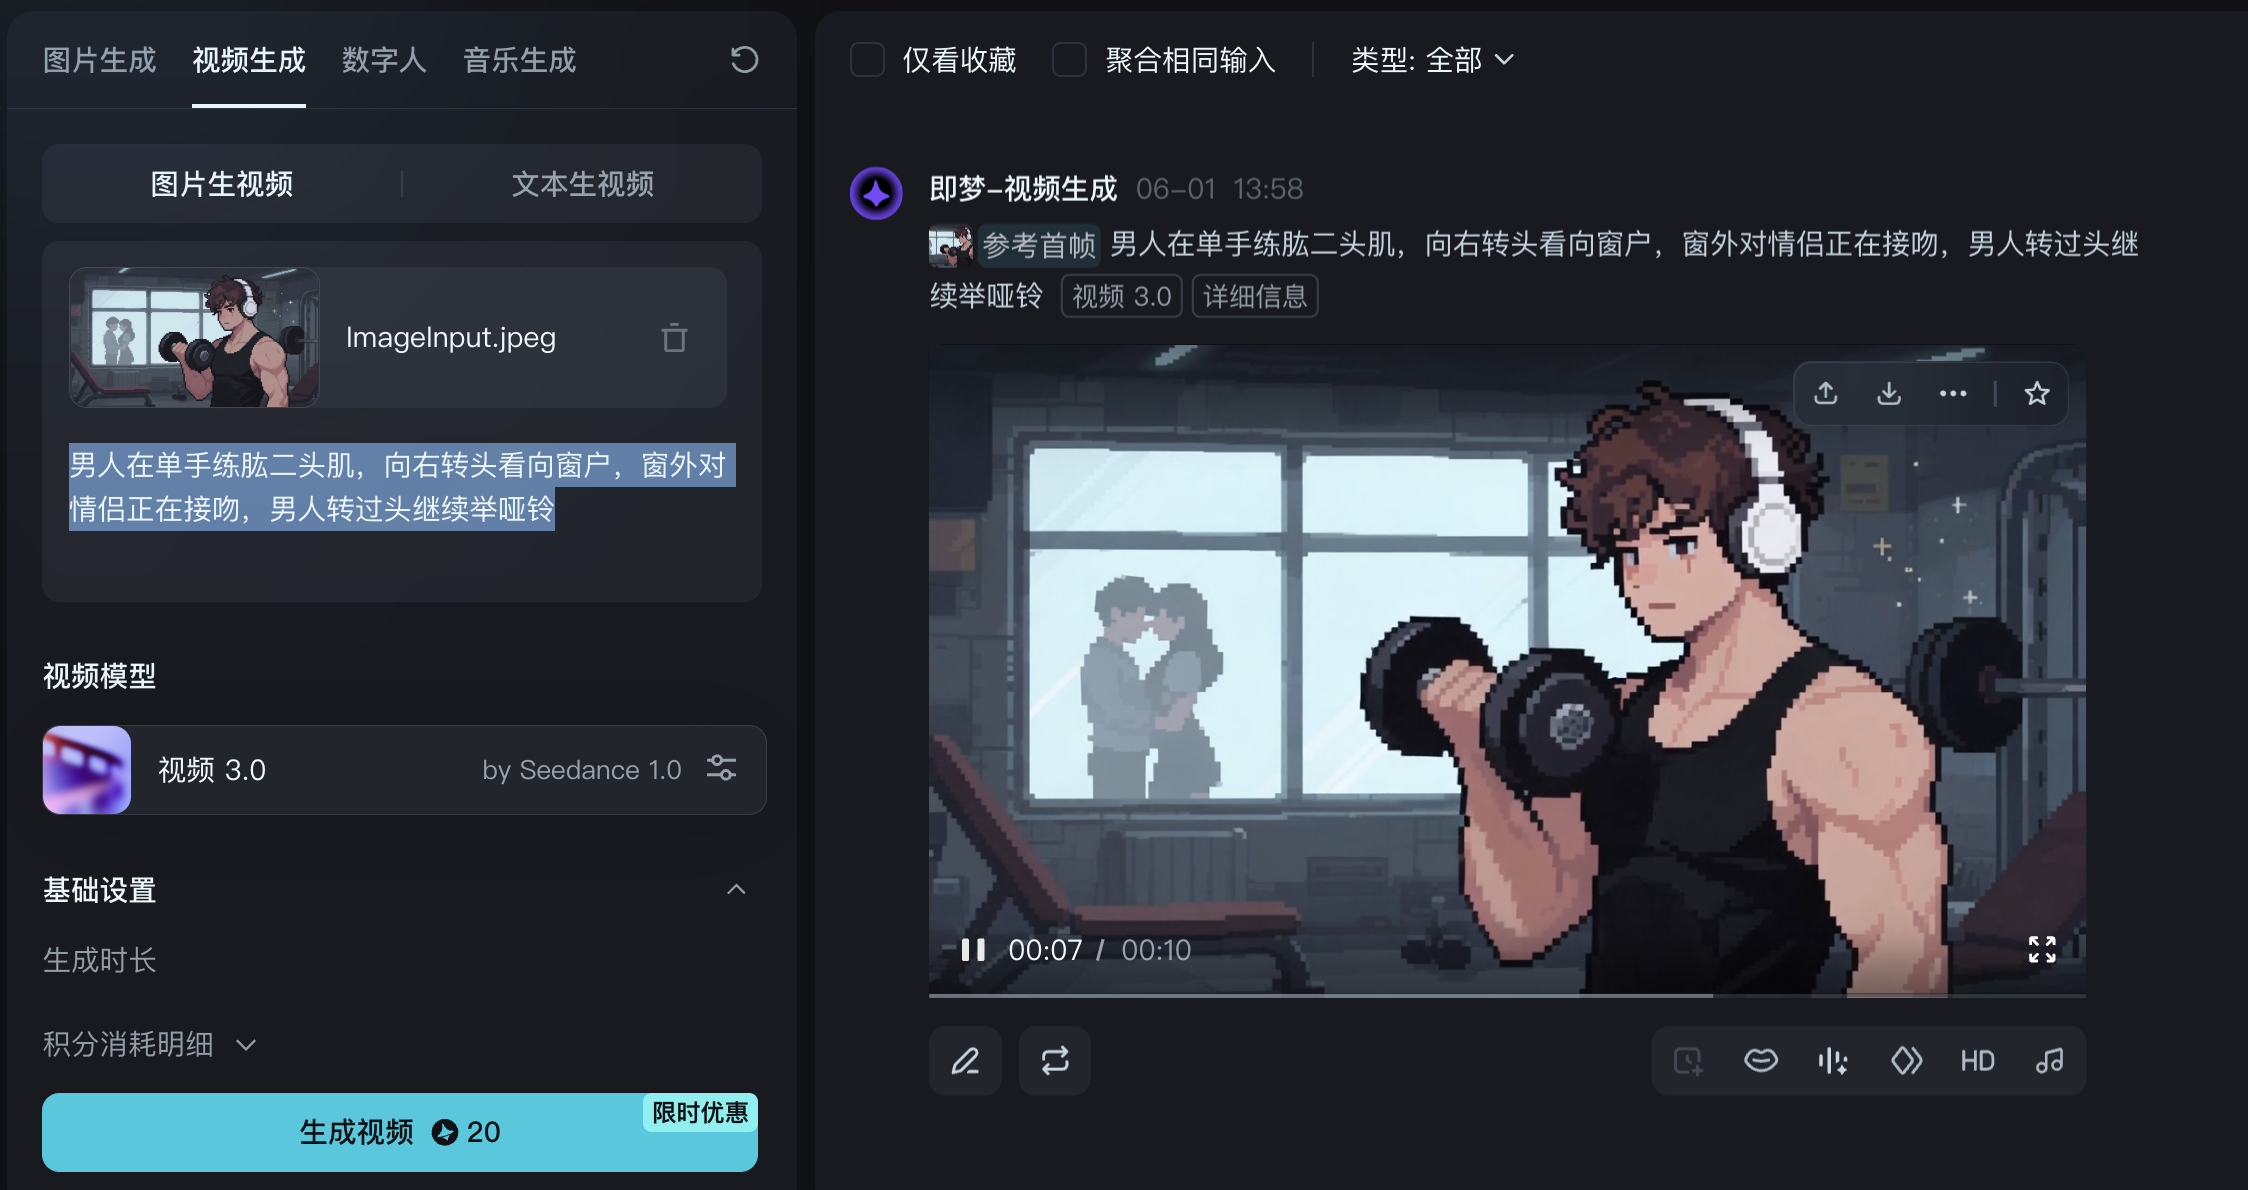 图片生成 视频生成 数字人 音乐生成
图片生视频 文本生视频
ImageInput.jpeg
男人在单手练肱二头肌，向右转头看向窗户，窗外对
情侣正在接吻，男人转过头继续举哑铃
视频模型
视频 3.0 by Seedance 1.0
基础设置
生成时长
积分消耗明细
限时优惠
生成视频 20
仅看收藏 聚合相同输入 类型: 全部
即梦-视频生成 06-01 13:58
参考首帧 男人在单手练肱二头肌，向右转头看向窗户，窗外对情侣正在接吻，男人转过头继
续举哑铃 视频 3.0 详细信息
00:07 / 00:10
HD